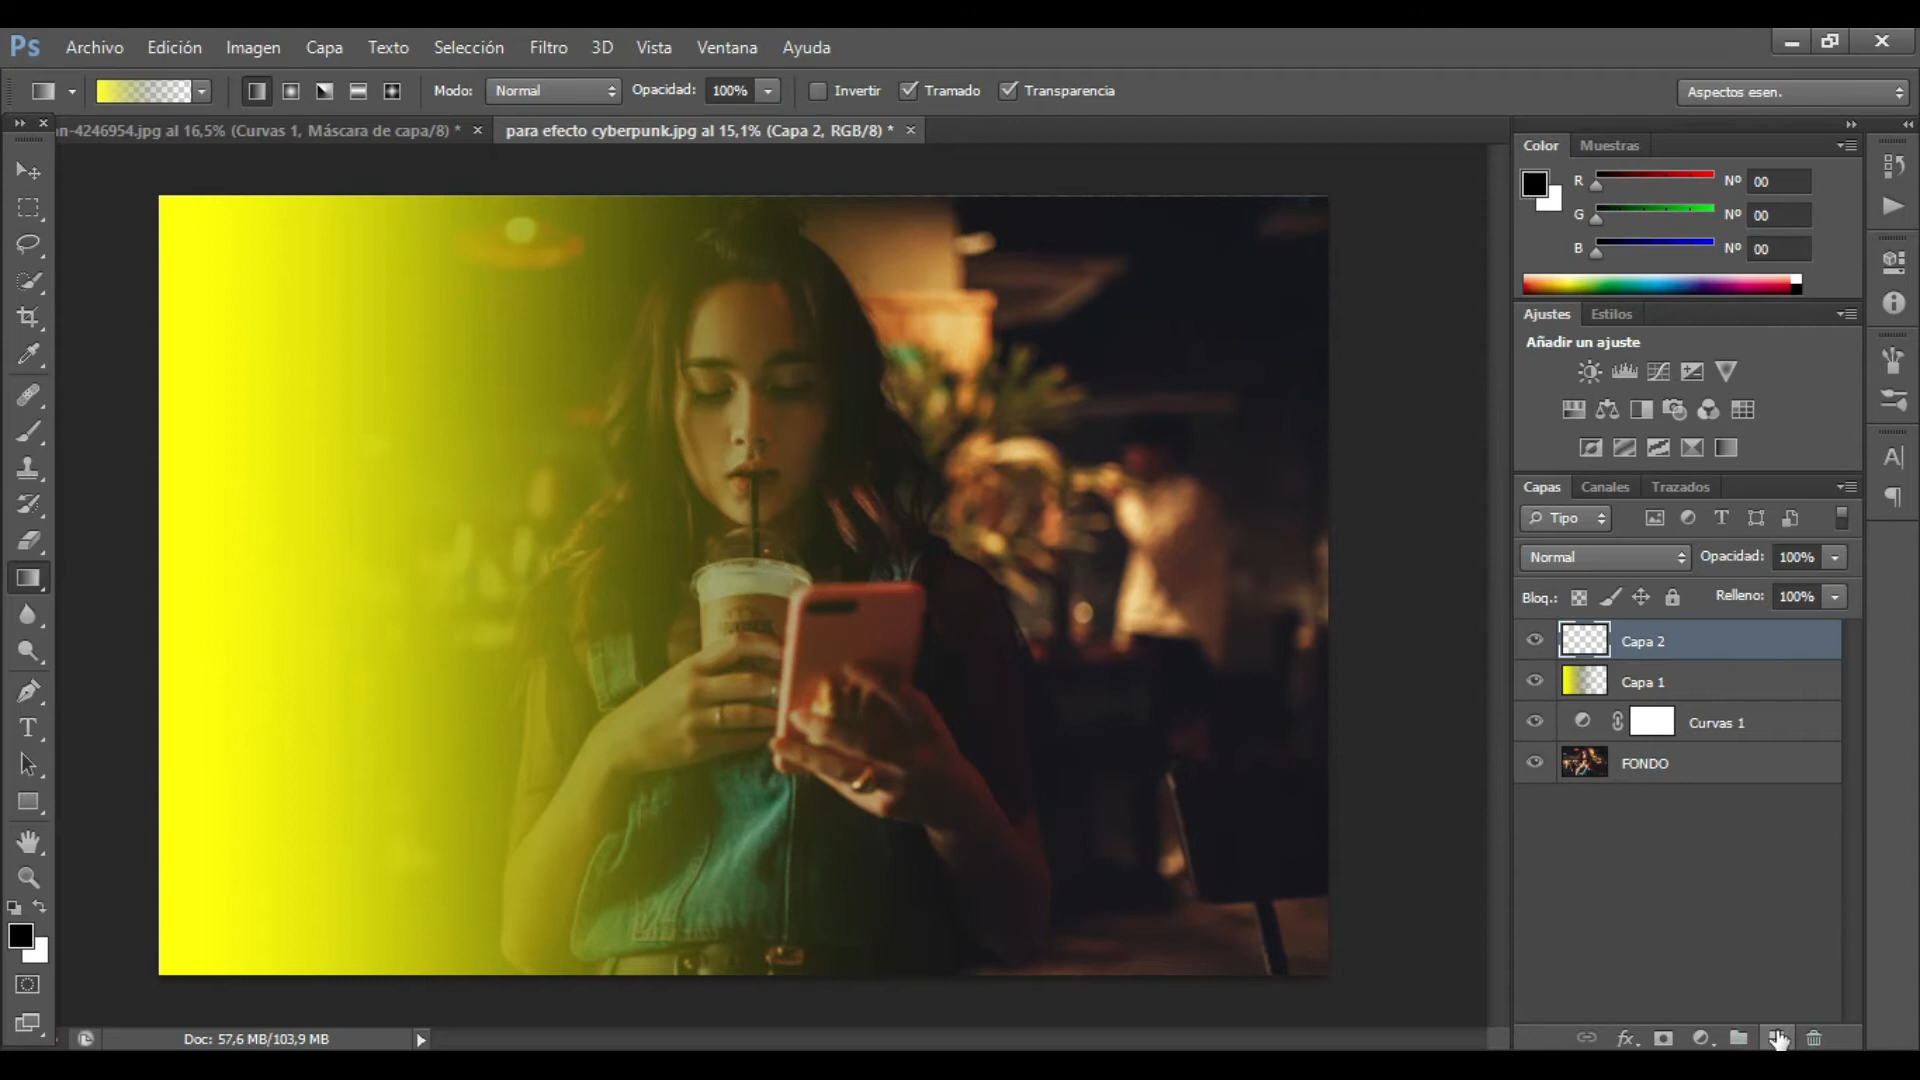 Ps Archivo Edición Imagen Capa Texto Selección Filtro 3D Vista Ventana Ayuda
Modo: Normal Opacidad: 100% Invertir Tramado Transparencia Aspectos esen.
an-4246954.jpg al 16,5% (Curvas 1, Máscara de capa/8) * para efecto cyberpunk.jpg al 15,1% (Capa 2, RGB/8) *
Color Muestras
R Nº 00
G Nº 00
B Nº 00
Ajustes Estilos
Añadir un ajuste
Capas Canales Trazados
Tipo
Normal Opacidad: 100%
Bloq.: Relleno: 100%
Capa 2
Capa 1
Curvas 1
FONDO
Doc: 57,6 MB/103,9 MB
fx